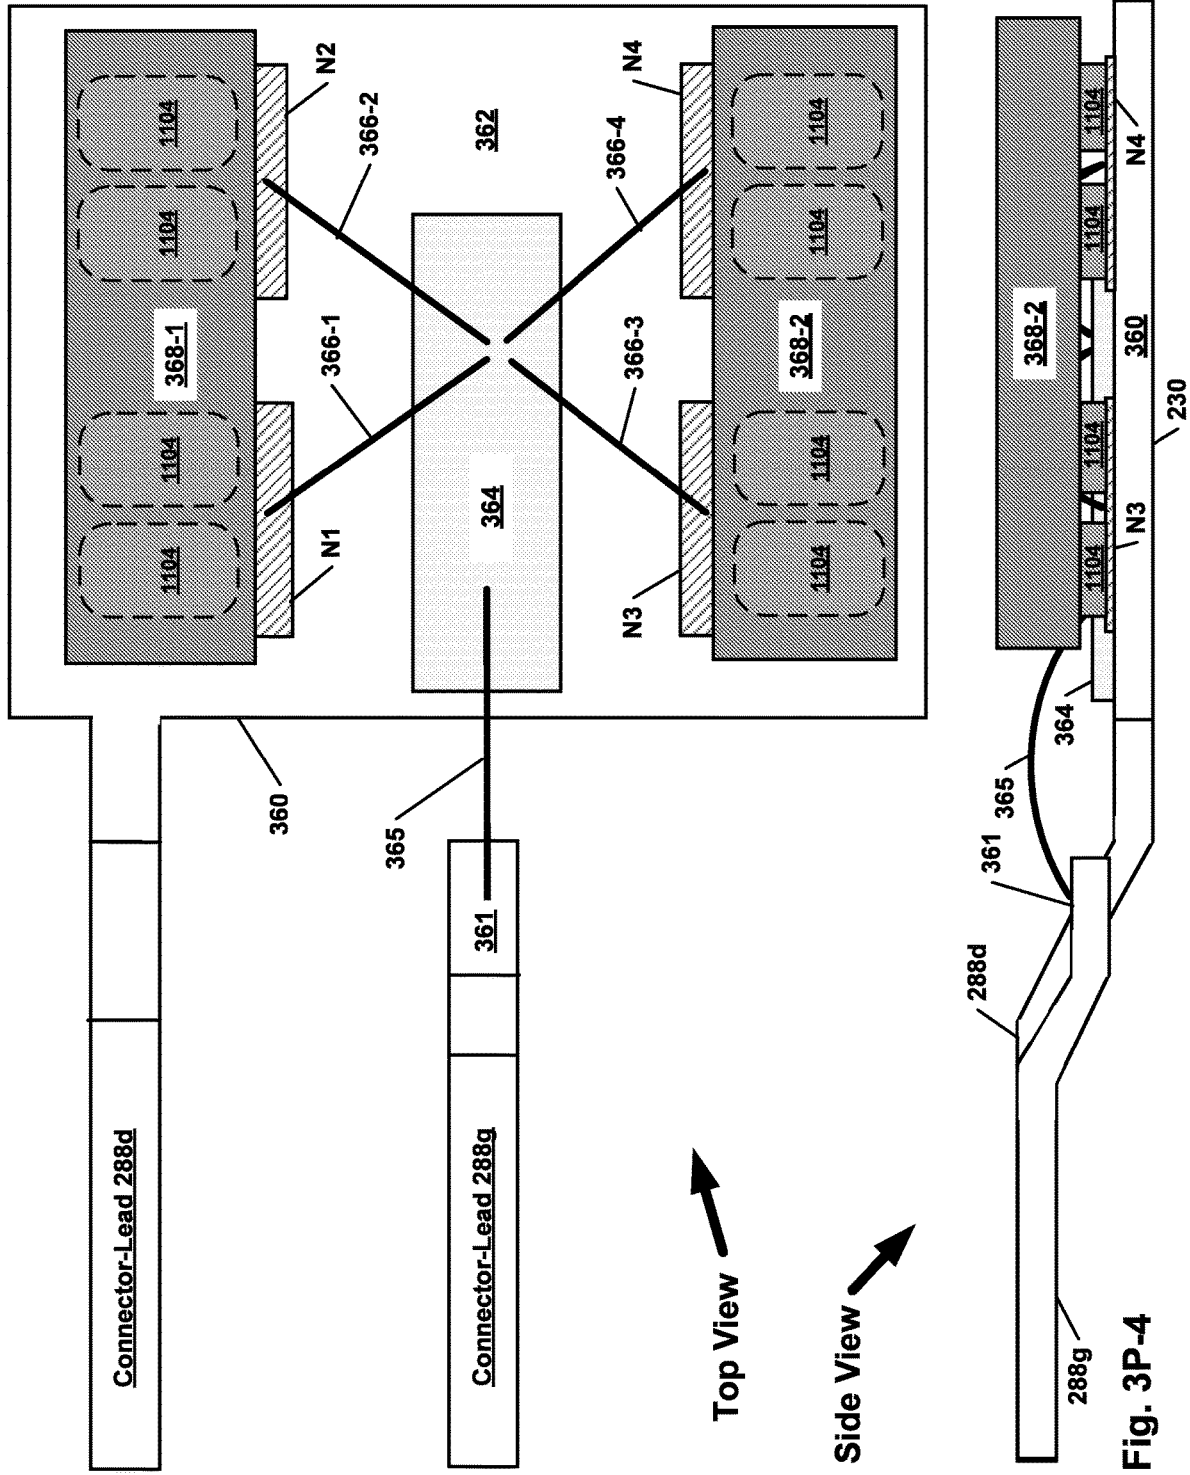 Connector-Lead 288d
Connector-Lead 288g
361
365
360
368-1
1104
1104
1104
1104
N1
N2
366-1
366-2
362
364
366-3
366-4
N3
N4
368-2
1104
1104
1104
1104
Top View
Side View
288g
288d
361
365
364
368-2
1104
1104
1104
1104
N3
N4
360
230
Fig. 3P-4